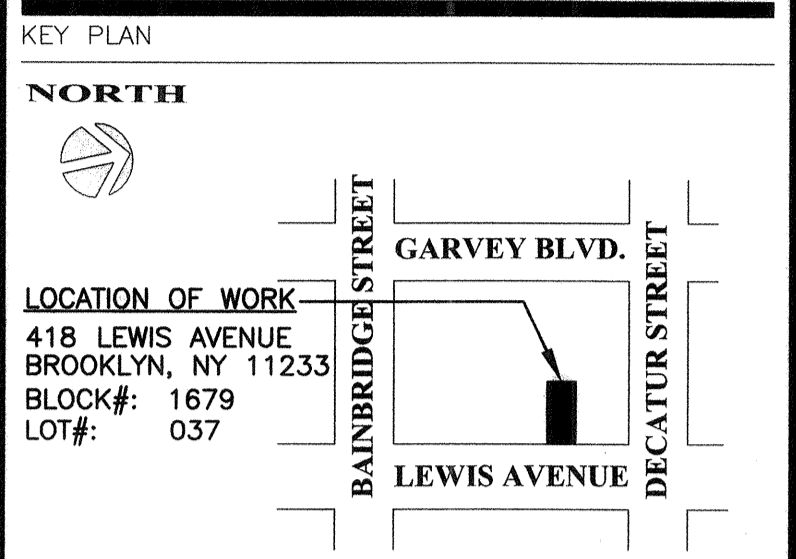 KEY PLAN
NORTH
BAINBRIDGE STREET
GARVEY BLVD.
DECATUR STREET
LOCATION OF WORK
418 LEWIS AVENUE
BROOKLYN, NY 11233
BLOCK#: 1679
LOT#: 037
LEWIS AVENUE